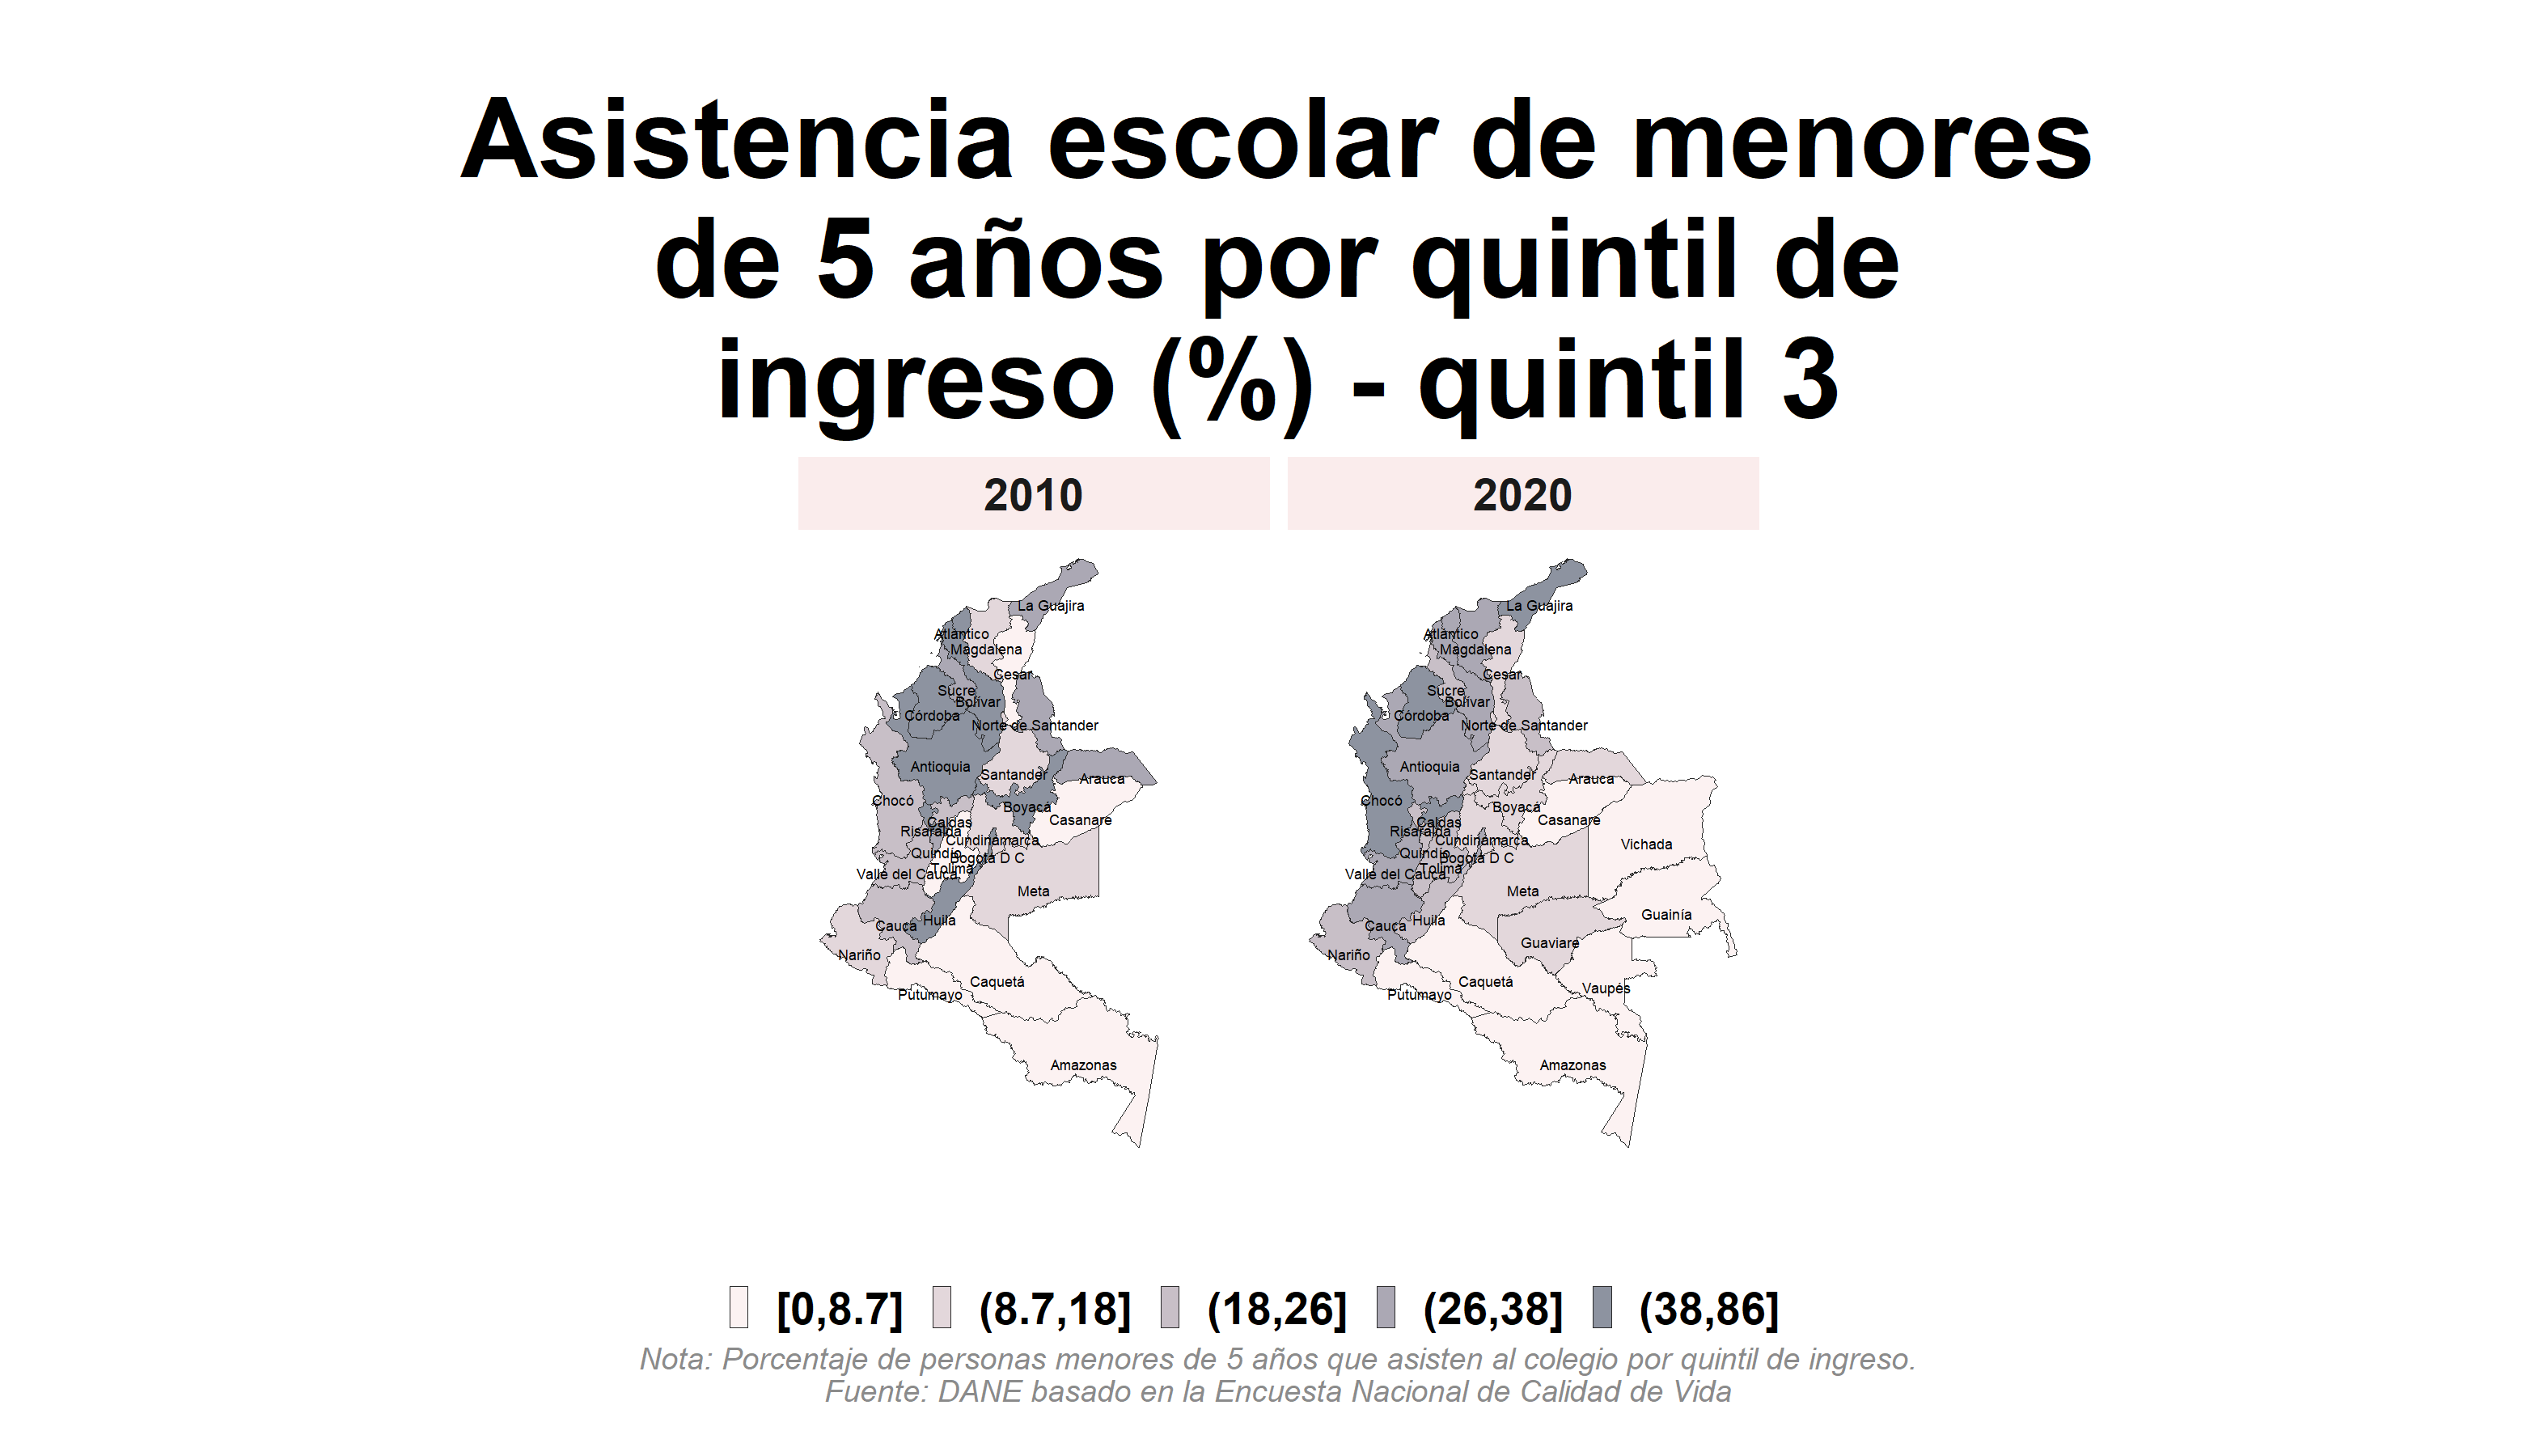 Asistencia escolar de menores
de 5 años por quintil de
ingreso (%) - quintil 3
2010
2020
La Guajira
Atlántico
Magdalena
Cesar
Sucre
Bolívar
Córdoba
Norte de Santander
Antioquia
Santander
Arauca
Chocó
Boyacá
Casanare
Caldas
Risaralda
Cundinamarca
Quindío
Bogotá D C
Tolima
Valle del Cauca
Meta
Huila
Cauca
Nariño
Caquetá
Putumayo
Amazonas
La Guajira
Atlántico
Magdalena
Cesar
Sucre
Bolívar
Córdoba
Norte de Santander
Antioquia
Santander
Arauca
Chocó
Boyacá
Casanare
Caldas
Risaralda
Cundinamarca
Vichada
Quindío
Bogotá D C
Tolima
Valle del Cauca
Meta
Guainía
Huila
Cauca
Guaviare
Nariño
Caquetá
Vaupés
Putumayo
Amazonas
[0,8.7] (8.7,18] (18,26] (26,38] (38,86]
Nota: Porcentaje de personas menores de 5 años que asisten al colegio por quintil de ingreso.
Fuente: DANE basado en la Encuesta Nacional de Calidad de Vida